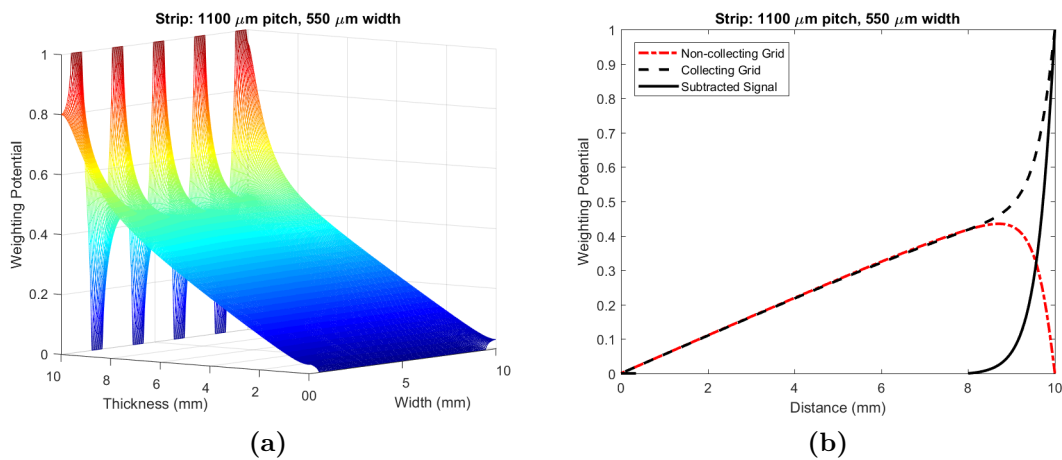 Strip: 1100 μm pitch, 550 μm width
1
0.8
0.6
0.4
0.2
0
Weighting Potential
10
8
6
4
2
00
5
10
Thickness (mm)
Width (mm)
(a)
Strip: 1100 μm pitch, 550 μm width
Non-collecting Grid
Collecting Grid
Subtracted Signal
1
0.9
0.8
0.7
0.6
0.5
0.4
0.3
0.2
0.1
0
Weighting Potential
0
2
4
6
8
10
Distance (mm)
(b)